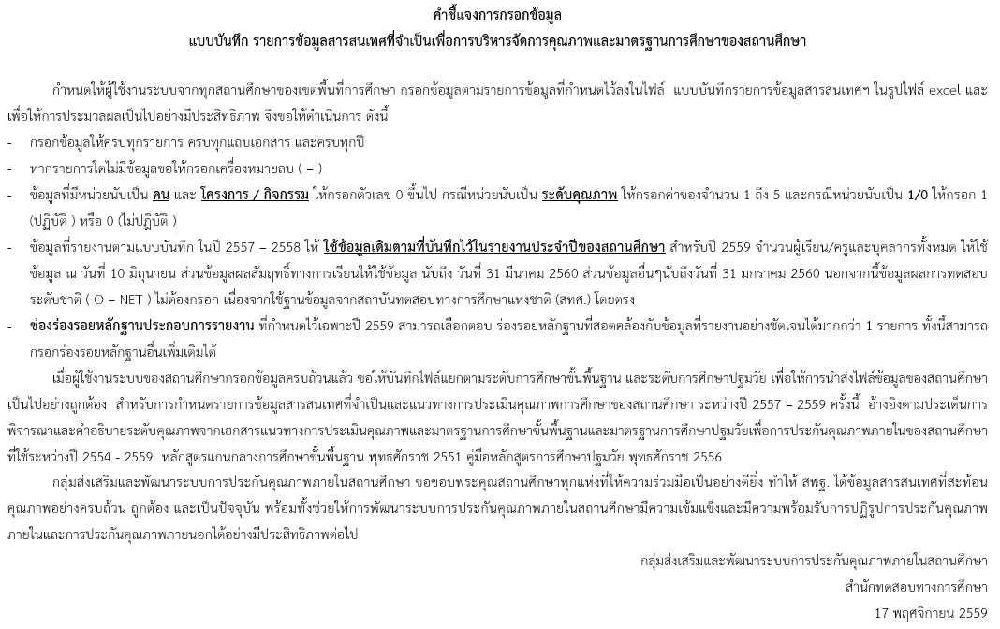 คำชี้แจงการกรอกข้อมูล
แบบบันทึก รายการข้อมูลสารสนเทศที่จำเป็นเพื่อการบริหารจัดการคุณภาพและมาตรฐานการศึกษาของสถานศึกษา
กำหนดให้ผู้ใช้งานระบบจากทุกสถานศึกษาของเขตพื้นที่การศึกษา กรอกข้อมูลตามรายการข้อมูลที่กำหนดไว้ลงในไฟล์ แบบบันทึกรายการข้อมูลสารสนเทศฯ ในรูปไฟล์ excel และ
เพื่อให้การประมวลผลเป็นไปอย่างมีประสิทธิภาพ จึงขอให้ดำเนินการ ดังนี้
- กรอกข้อมูลให้ครบทุกรายการ ครบทุกแถบเอกสาร และครบทุกปี
- หากรายการใดไม่มีข้อมูลขอให้กรอกเครื่องหมายลบ ( – )
- ข้อมูลที่มีหน่วยนับเป็น คน และ โครงการ / กิจกรรม ให้กรอกตัวเลข 0 ขึ้นไป กรณีหน่วยนับเป็น ระดับคุณภาพ ให้กรอกค่าของจำนวน 1 ถึง 5 และกรณีหน่วยนับเป็น 1/0 ให้กรอก 1
(ปฏิบัติ ) หรือ 0 (ไม่ปฏิบัติ )
- ข้อมูลที่รายงานตามแบบบันทึก ในปี 2557 – 2558 ให้ ใช้ข้อมูลเดิมตามที่บันทึกไว้ในรายงานประจำปีของสถานศึกษา สำหรับปี 2559 จำนวนผู้เรียน/ครูและบุคลากรทั้งหมด ให้ใช้
ข้อมูล ณ วันที่ 10 มิถุนายน ส่วนข้อมูลผลสัมฤทธิ์ทางการเรียนให้ใช้ข้อมูล นับถึง วันที่ 31 มีนาคม 2560 ส่วนข้อมูลอื่นๆนับถึงวันที่ 31 มกราคม 2560 นอกจากนี้ข้อมูลผลการทดสอบ
ระดับชาติ ( O – NET ) ไม่ต้องกรอก เนื่องจากใช้ฐานข้อมูลจากสถาบันทดสอบทางการศึกษาแห่งชาติ (สทศ.) โดยตรง
- ช่องร่องรอยหลักฐานประกอบการรายงาน ที่กำหนดไว้เฉพาะปี 2559 สามารถเลือกตอบ ร่องรอยหลักฐานที่สอดคล้องกับข้อมูลที่รายงานอย่างชัดเจนได้มากกว่า 1 รายการ ทั้งนี้สามารถ
กรอกร่องรอยหลักฐานอื่นเพิ่มเติมได้
เมื่อผู้ใช้งานระบบของสถานศึกษากรอกข้อมูลครบถ้วนแล้ว ขอให้บันทึกไฟล์แยกตามระดับการศึกษาขั้นพื้นฐาน และระดับการศึกษาปฐมวัย เพื่อให้การนำส่งไฟล์ข้อมูลของสถานศึกษา
เป็นไปอย่างถูกต้อง สำหรับการกำหนดรายการข้อมูลสารสนเทศที่จำเป็นและแนวทางการประเมินคุณภาพการศึกษาของสถานศึกษา ระหว่างปี 2557 – 2559 ครั้งนี้ อ้างอิงตามประเด็นการ
พิจารณาและคำอธิบายระดับคุณภาพจากเอกสารแนวทางการประเมินคุณภาพและมาตรฐานการศึกษาขั้นพื้นฐานและมาตรฐานการศึกษาปฐมวัยเพื่อการประกันคุณภาพภายในของสถานศึกษา
ที่ใช้ระหว่างปี 2554 - 2559 หลักสูตรแกนกลางการศึกษาขั้นพื้นฐาน พุทธศักราช 2551 คู่มือหลักสูตรการศึกษาปฐมวัย พุทธศักราช 2556
กลุ่มส่งเสริมและพัฒนาระบบการประกันคุณภาพภายในสถานศึกษา ขอขอบพระคุณสถานศึกษาทุกแห่งที่ให้ความร่วมมือเป็นอย่างดียิ่ง ทำให้ สพฐ. ได้ข้อมูลสารสนเทศที่สะท้อน
คุณภาพอย่างครบถ้วน ถูกต้อง และเป็นปัจจุบัน พร้อมทั้งช่วยให้การพัฒนาระบบการประกันคุณภาพภายในสถานศึกษามีความเข้มแข็งและมีความพร้อมรับการปฏิรูปการประกันคุณภาพ
ภายในและการประกันคุณภาพภายนอกได้อย่างมีประสิทธิภาพต่อไป
กลุ่มส่งเสริมและพัฒนาระบบการประกันคุณภาพภายในสถานศึกษา
สำนักทดสอบทางการศึกษา
17 พฤศจิกายน 2559